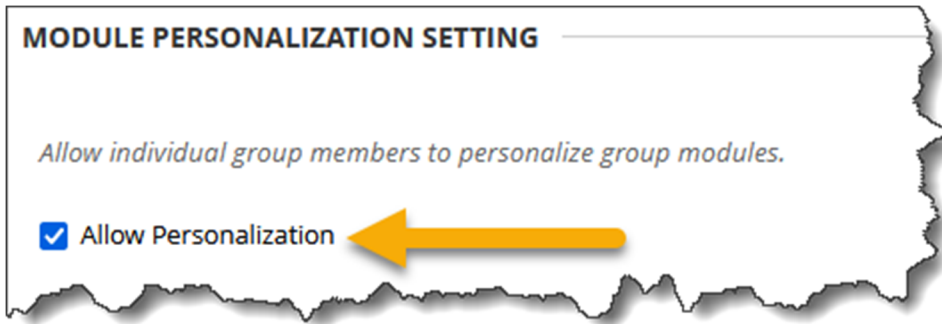 MODULE PERSONALIZATION SETTING
Allow individual group members to personalize group modules.
Allow Personalization